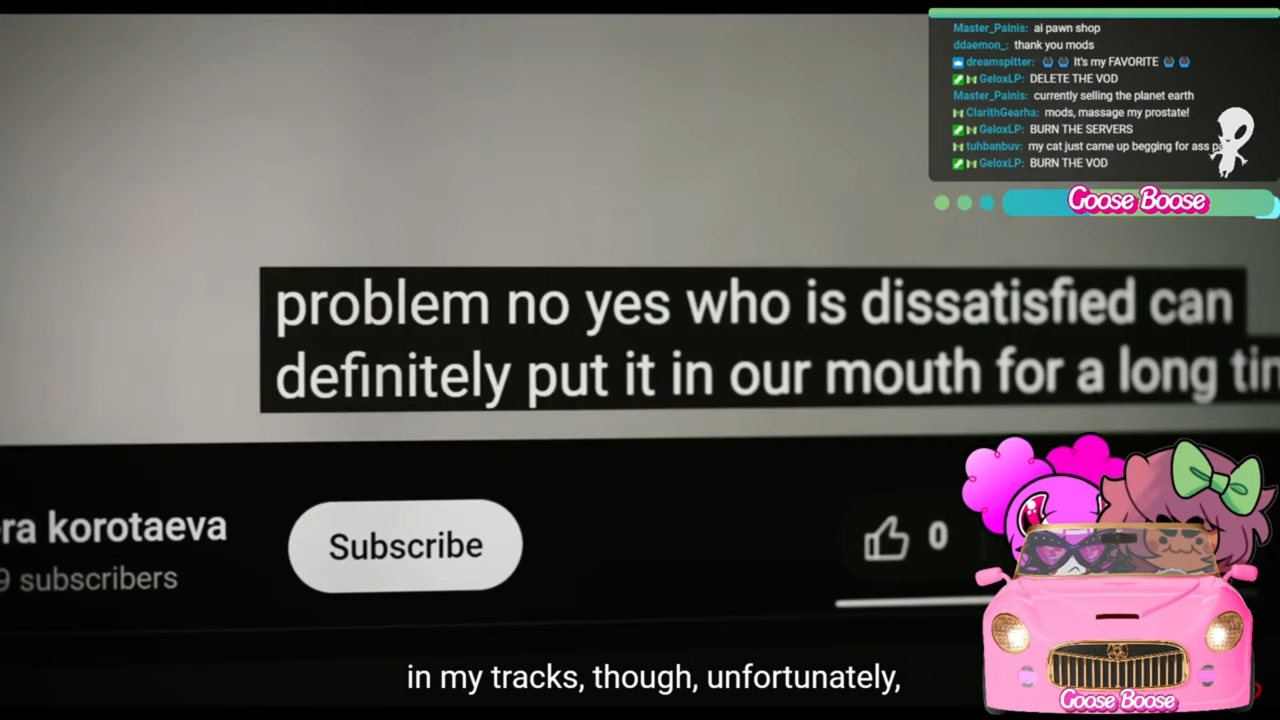 Master_Painis: al pawn shop
ddaemon_: thank you mods
dreamspitter: It's my FAVORITE
GeloxLP: DELETE THE VOD
Master_Painis: currently selling the planet earth
ClarithGearha: mods, massage my prostate!
GeloxLP: BURN THE SERVERS
tuhbanbuv: my cat just came up begging for ass
GeloxLP: BURN THE VOD
Goose Boose
problem no yes who is dissatisfied can
definitely put it in our mouth for a long
korotaeva
Subscribe
0
9 subscribers
in my tracks, though, unfortunately,
Goose Boose